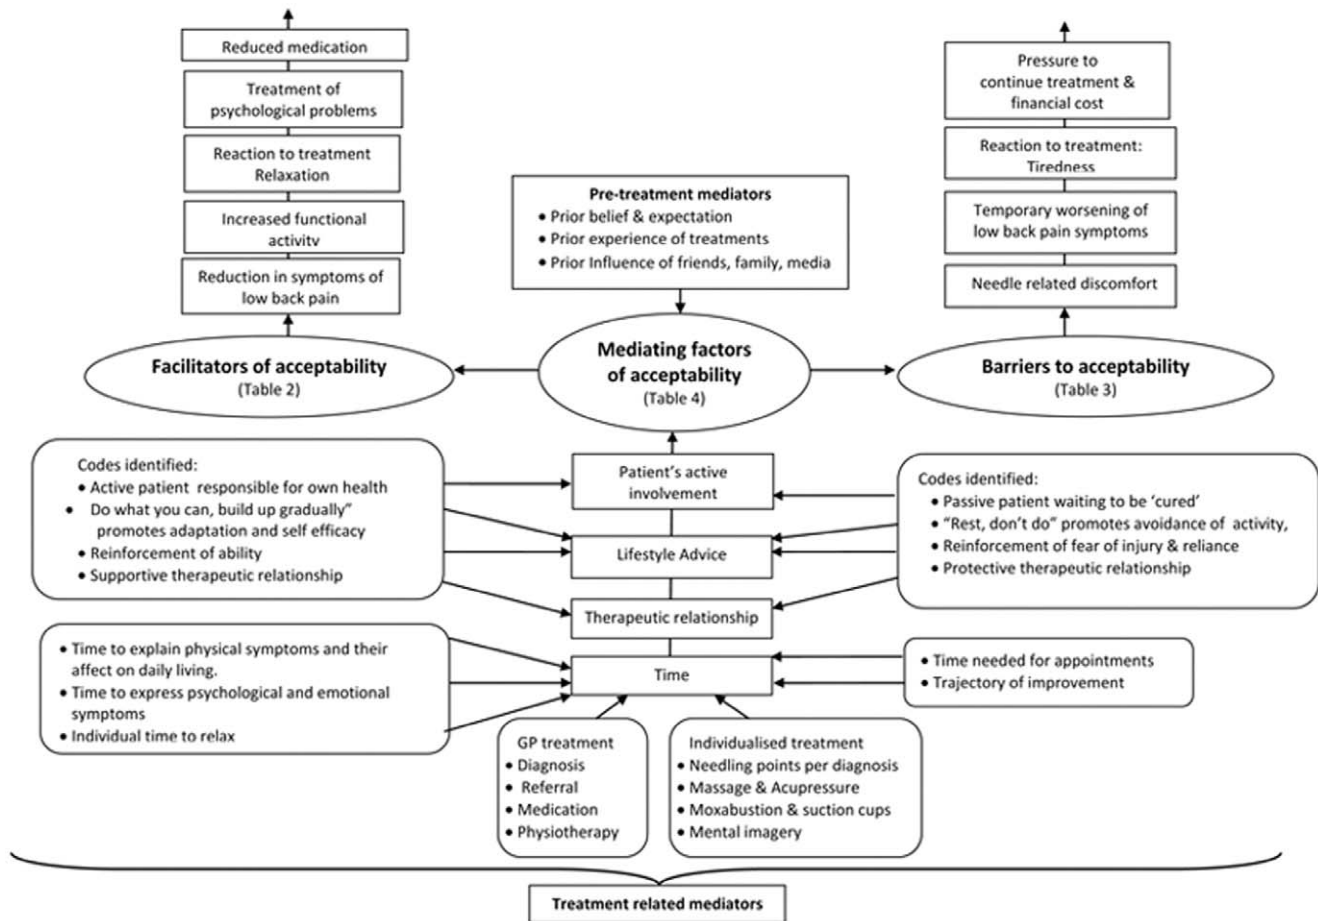 Reduced medication
Treatment of
psychological problems
Reaction to treatment
Relaxation
Increased functional
activity
Reduction in symptoms of
low back pain
Facilitators of acceptability
(Table 2)
Pre-treatment mediators
• Prior belief & expectation
• Prior experience of treatments
• Prior Influence of friends, family, media
Mediating factors
of acceptability
(Table 4)
Pressure to
continue treatment &
financial cost
Reaction to treatment:
Tiredness
Temporary worsening of
low back pain symptoms
Needle related discomfort
Barriers to acceptability
(Table 3)
Codes identified:
• Active patient responsible for own health
• Do what you can, build up gradually”
promotes adaptation and self efficacy
• Reinforcement of ability
• Supportive therapeutic relationship
Patient’s active
involvement
Lifestyle Advice
Therapeutic relationship
Time
Codes identified:
• Passive patient waiting to be ‘cured’
• “Rest, don’t do” promotes avoidance of activity,
• Reinforcement of fear of injury & reliance
• Protective therapeutic relationship
• Time to explain physical symptoms and their
affect on daily living.
• Time to express psychological and emotional
symptoms
• Individual time to relax
• Time needed for appointments
• Trajectory of improvement
GP treatment
• Diagnosis
• Referral
• Medication
• Physiotherapy
Individualised treatment
• Needling points per diagnosis
• Massage & Acupressure
• Moxabustion & suction cups
• Mental imagery
Treatment related mediators